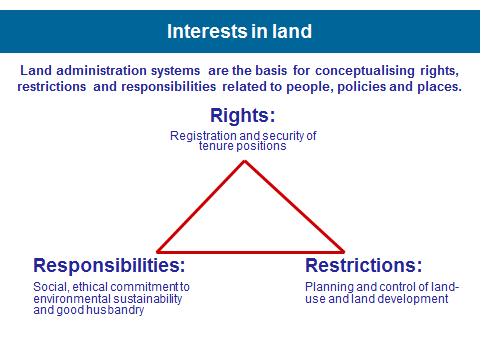 Interests in land
Land administration systems are the basis for conceptualising rights,
restrictions and responsibilities related to people, policies and places.
Rights:
Registration and security of
tenure positions
Responsibilities:
Social, ethical commitment to
environmental sustainability
and good husbandry
Restrictions:
Planning and control of land-
use and land development